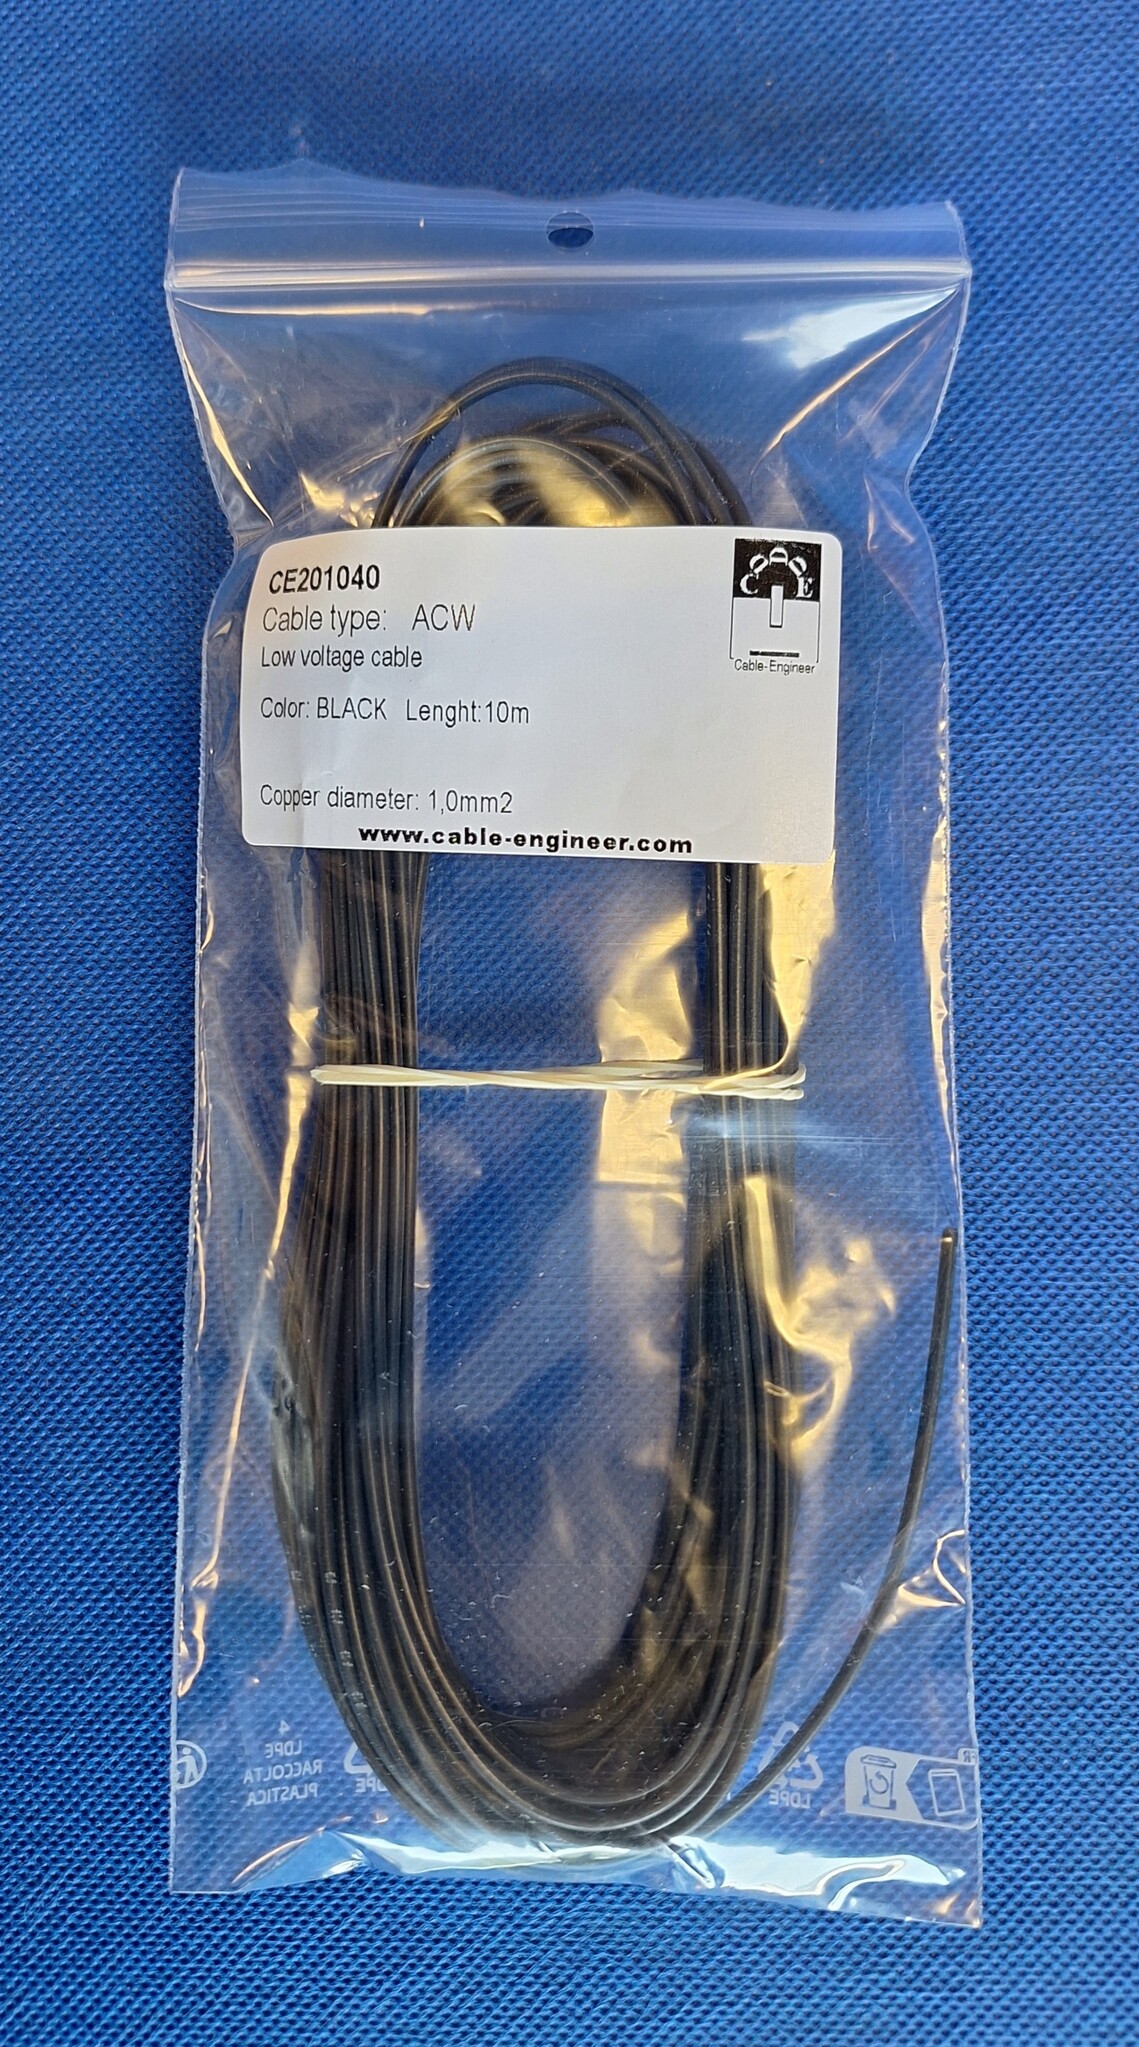 CE201040
C E
Cable type: ACW
Cable-Engineer
Low voltage cable
Color: BLACK Lenght:10m
Copper diameter: 1,0mm2
www.cable-engineer.com
4
LDPE
RACCOLTA
PLASTICA
LDPE
FR